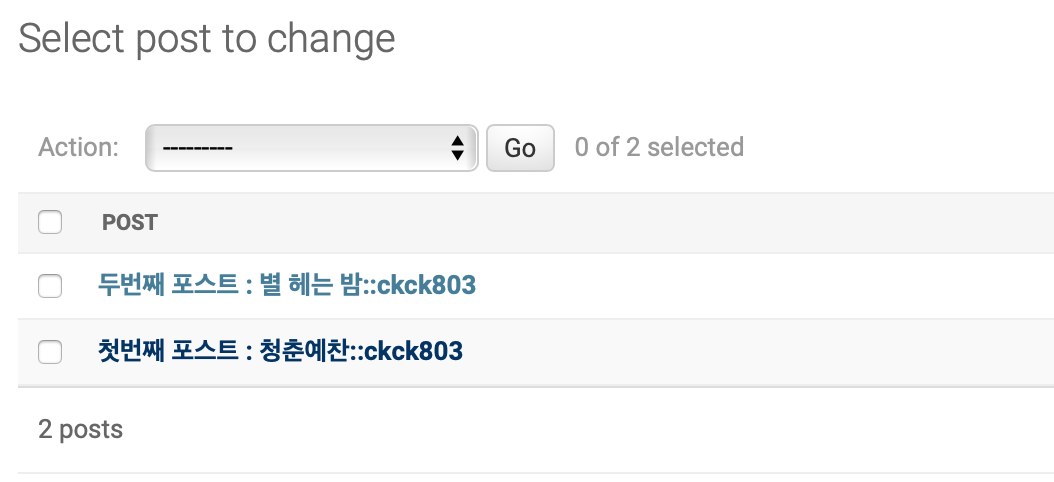 Select post to change
Action: --------- Go 0 of 2 selected
POST
두번째 포스트 : 별 헤는 밤::ckck803
첫번째 포스트 : 청춘예찬::ckck803
2 posts